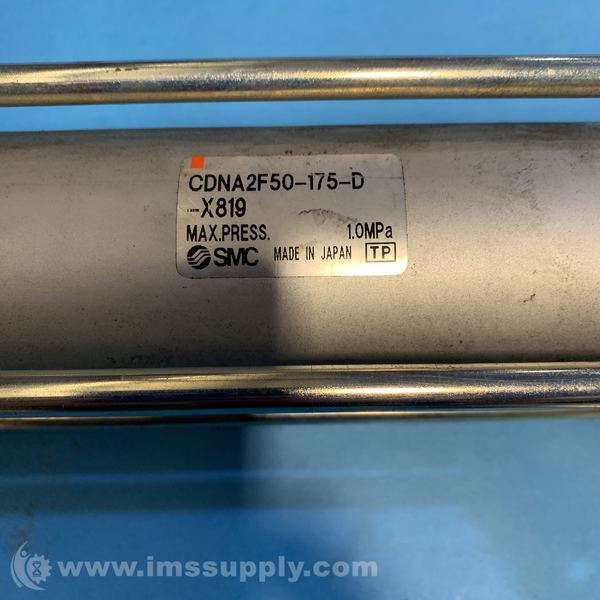 CDNA2F50-175-D
-X819
MAX.PRESS. 1.0MPa
SMC MADE IN JAPAN TP
www.imssupply.com